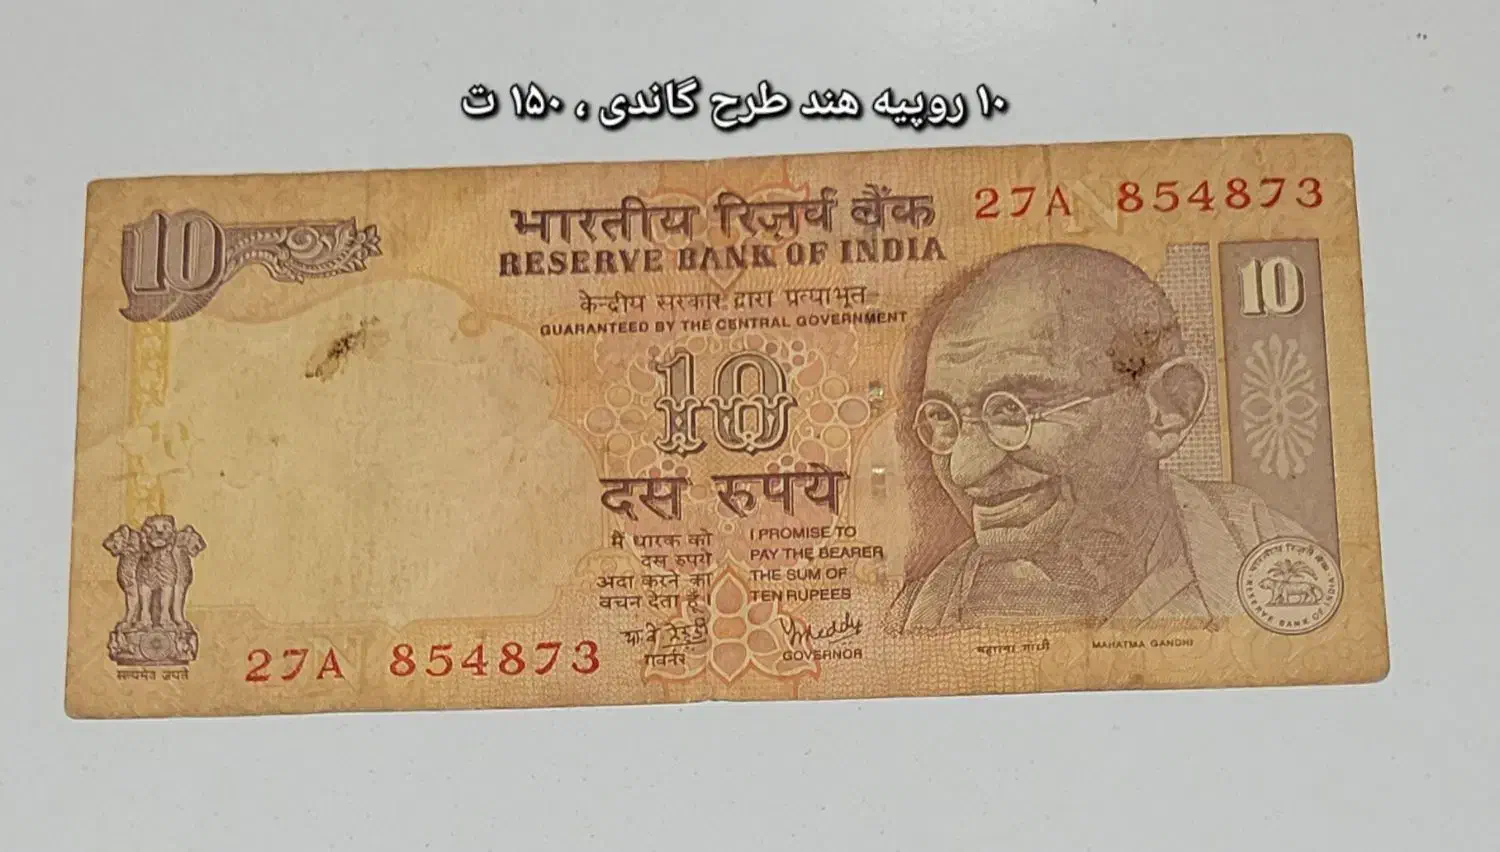 ۱۰ روپیه هند طرح گاندی ، ۱۵۰ ت
10
भारतीय रिज़र्व बैंक
27A 854873
RESERVE BANK OF INDIA
केन्द्रीय सरकार द्वारा प्रत्याभूत
GUARANTEED BY THE CENTRAL GOVERNMENT
10
10
दस रुपये
मैं धारक को
दस रुपये
अदा करने का
वचन देता हूँ।
I PROMISE TO
PAY THE BEARER
THE SUM OF
TEN RUPEES
गवर्नर
GOVERNOR
महात्मा गांधी
MAHATMA GANDHI
भारतीय रिज़र्व बैंक
RESERVE BANK OF INDIA
सत्यमेव जयते
27A 854873